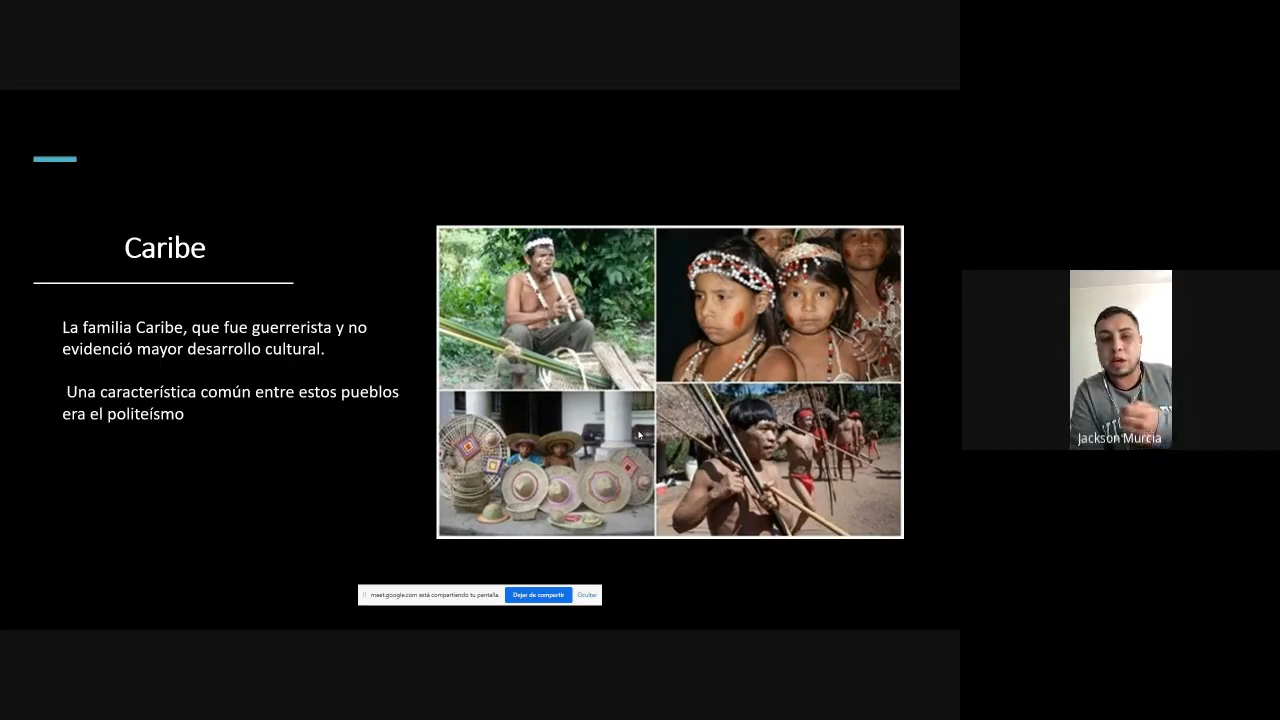 Caribe
La familia Caribe, que fue guerrerista y no
evidenció mayor desarrollo cultural.
Una característica común entre estos pueblos
era el politeísmo
meet.google.com está compartiendo tu pantalla.
Dejar de compartir
Ocultar
Jackson Murcia